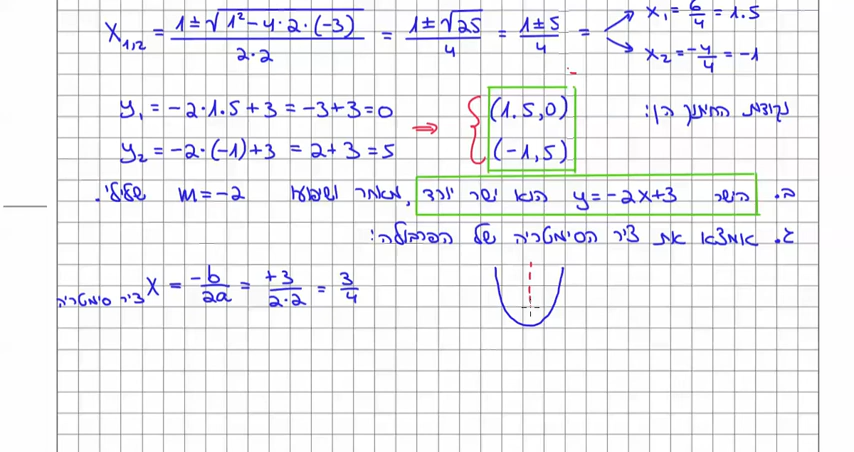 X₁,₂ = (1 ± √(1² − 4·2·(−3))) / (2·2) = (1 ± √25) / 4 = (1 ± 5) / 4 = x₁ = 6/4 = 1.5
x₂ = −4/4 = −1
נקודות החיתוך הן: y₁ = −2·1.5 + 3 = −3 + 3 = 0 ⇒ { (1.5, 0)
y₂ = −2·(−1) + 3 = 2 + 3 = 5 (−1, 5)
ב. הישר y = −2x + 3 הוא ישר יורד, מאחר ושיפועו m = −2 שלילי.
ג. אמצא את ציר הסימטריה של הפרבולה:
X ציר סימטריה = −b / 2a = +3 / 2·2 = 3/4